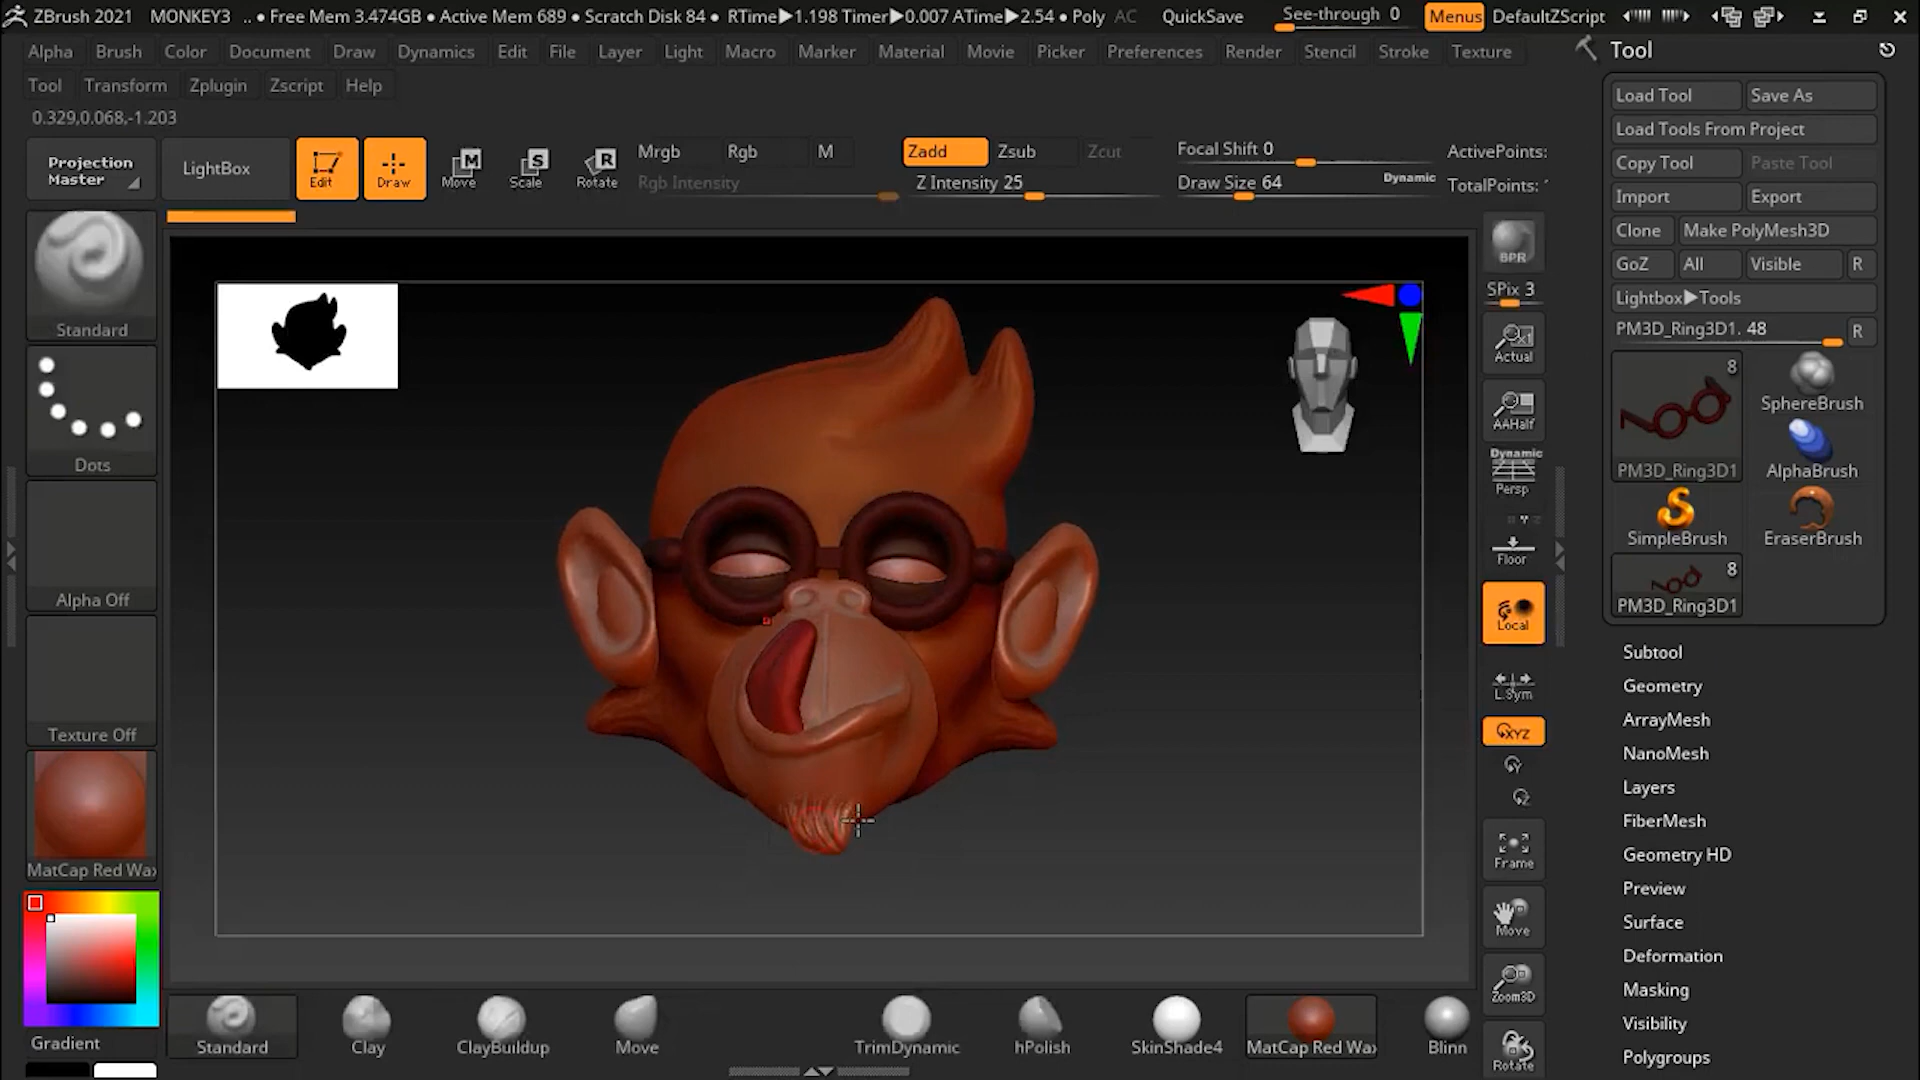 ZBrush 2021 MONKEY3 .. ● Free Mem 3.474GB ● Active Mem 689 ● Scratch Disk 84 ● RTime▶1.198 Timer▶0.007 ATime▶2.54 ● Poly AC QuickSave See-through 0 Menus DefaultZScript
Alpha Brush Color Document Draw Dynamics Edit File Layer Light Macro Marker Material Movie Picker Preferences Render Stencil Stroke Texture
Tool Transform Zplugin Zscript Help
0.329,0.068,-1.203
Projection
Master
LightBox
Edit
Draw
M
Move
S
Scale
R
Rotate
Mrgb Rgb M
Rgb Intensity
Zadd Zsub Zcut
Z Intensity 25
Focal Shift 0
Draw Size 64
Dynamic
ActivePoints:
TotalPoints:
Standard
Dots
Alpha Off
Texture Off
MatCap Red Wax
Gradient
BPR
SPix 3
Actual
AAHalf
Dynamic
Persp
Floor
Local
L.Sym
XYZ
Y
Z
Frame
Move
Zoom3D
Rotate
Tool
Load Tool Save As
Load Tools From Project
Copy Tool Paste Tool
Import Export
Clone Make PolyMesh3D
GoZ All Visible R
Lightbox▶Tools
PM3D_Ring3D1. 48 R
8
PM3D_Ring3D1
SphereBrush
AlphaBrush
SimpleBrush
EraserBrush
8
PM3D_Ring3D1
Subtool
Geometry
ArrayMesh
NanoMesh
Layers
FiberMesh
Geometry HD
Preview
Surface
Deformation
Masking
Visibility
Polygroups
Standard Clay ClayBuildup Move TrimDynamic hPolish SkinShade4 MatCap Red Wax Blinn